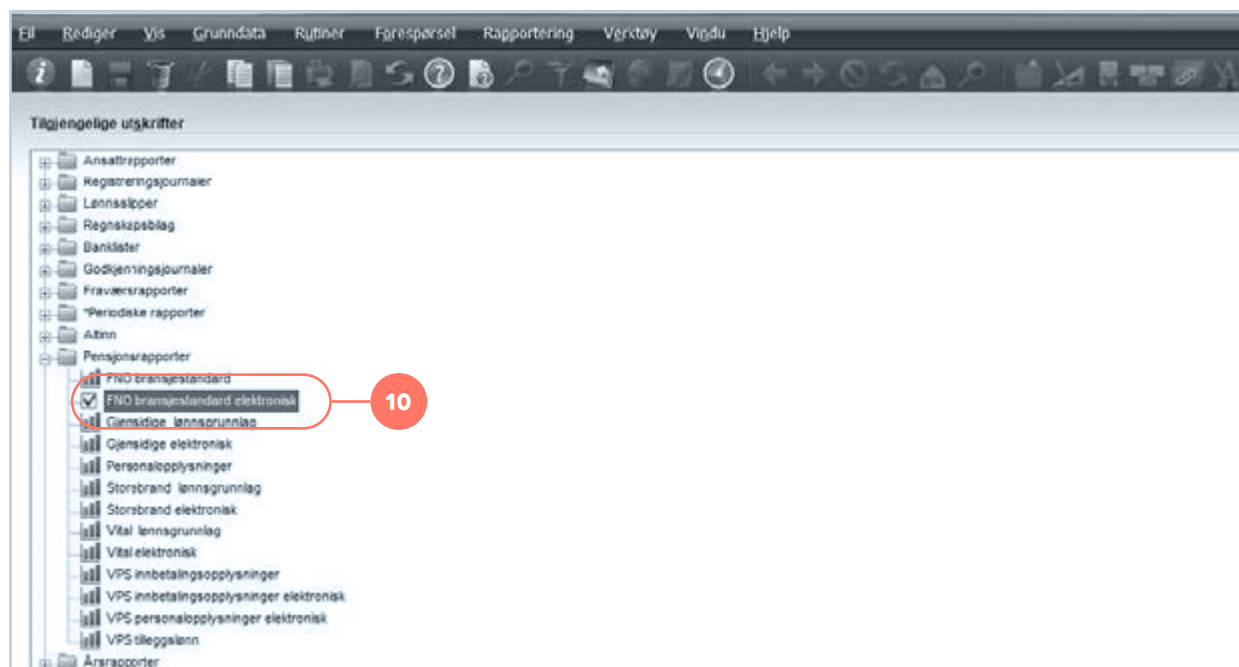 Fil Rediger Vis Grunndata Rutiner Forespørsel Rapportering Verktøy Vindu Hjelp
Tilgjengelige utskrifter
Ansattrapporter
Registreringsjournaler
Lønnsslipper
Regnskapsbilag
Banklister
Godkjenningsjournaler
Fraværsrapporter
*Periodiske rapporter
Altinn
Pensjonsrapporter
FNO bransjestandard
FNO bransjestandard elektronisk
10
Gjensidige lønnsgrunnlag
Gjensidige elektronisk
Personalopplysninger
Storebrand lønnsgrunnlag
Storebrand elektronisk
Vital lønnsgrunnlag
Vital elektronisk
VPS innbetalingsopplysninger
VPS innbetalingsopplysninger elektronisk
VPS personalopplysninger elektronisk
VPS tilleggslønn
Årsrapporter